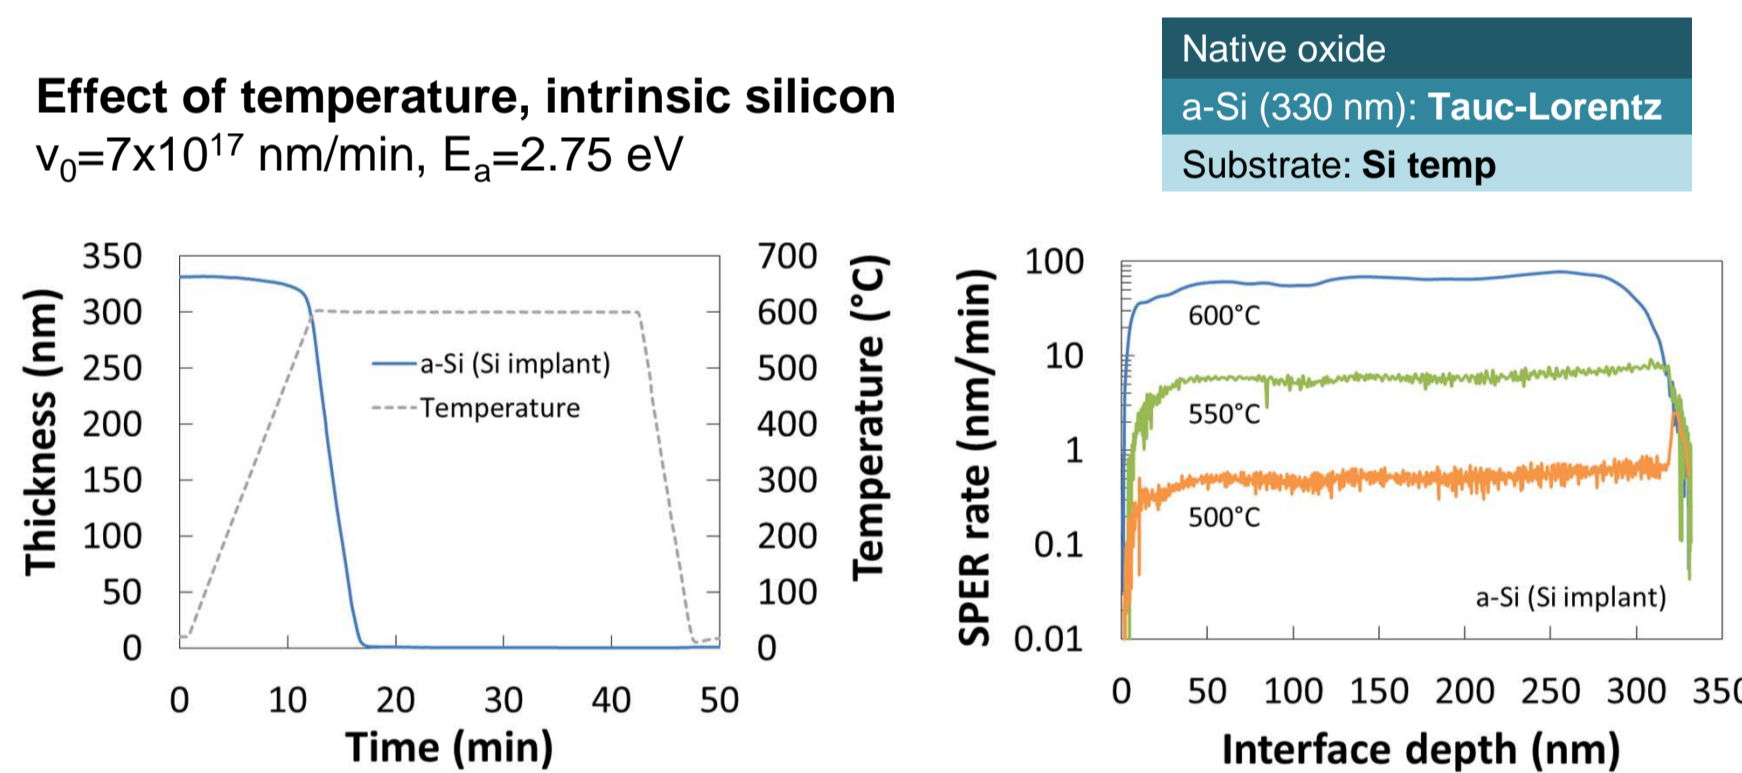 Effect of temperature, intrinsic silicon
v₀=7x10¹⁷ nm/min, Eₐ=2.75 eV
Native oxide
a-Si (330 nm): Tauc-Lorentz
Substrate: Si temp
Thickness (nm)
350
300
250
200
150
100
50
0
a-Si (Si implant)
Temperature
700
600
500
400
300
200
100
0
Temperature (°C)
0 10 20 30 40 50
Time (min)
SPER rate (nm/min)
100
10
1
0.1
0.01
600°C
550°C
500°C
a-Si (Si implant)
0 50 100 150 200 250 300 350
Interface depth (nm)